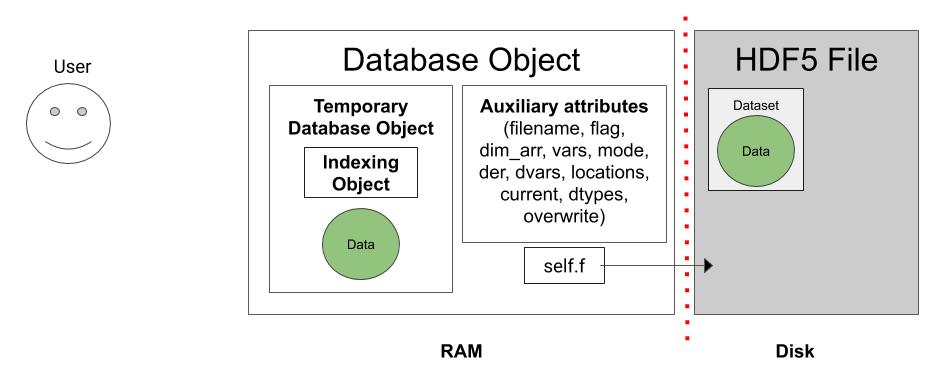 User
Database Object
Temporary
Database Object
Indexing
Object
Data
Auxiliary attributes
(filename, flag,
dim_arr, vars, mode,
der, dvars, locations,
current, dtypes,
overwrite)
self.f
HDF5 File
Dataset
Data
RAM
Disk